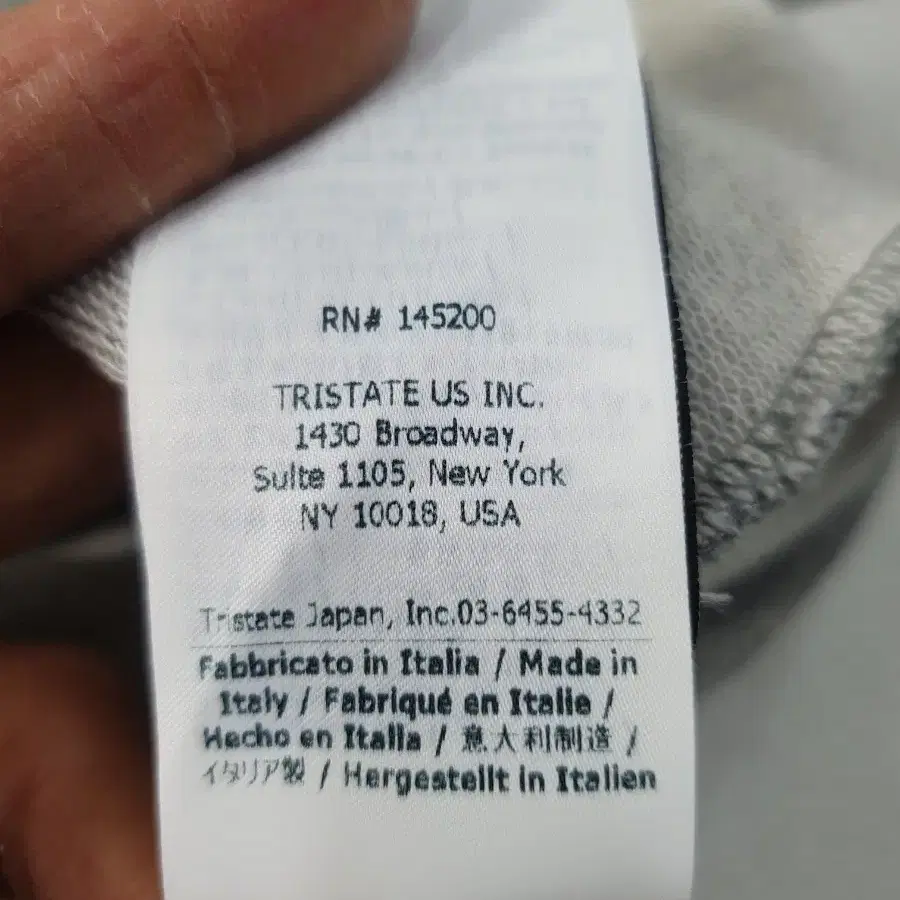 RN# 145200
TRISTATE US INC.
1430 Broadway,
Suite 1105, New York
NY 10018, USA
Tristate Japan, Inc.03-6455-4332
Fabbricato in Italia / Made in
Italy / Fabriqué en Italie /
Hecho en Italia / 意大利制造 /
イタリア製 / Hergestellt in Italien